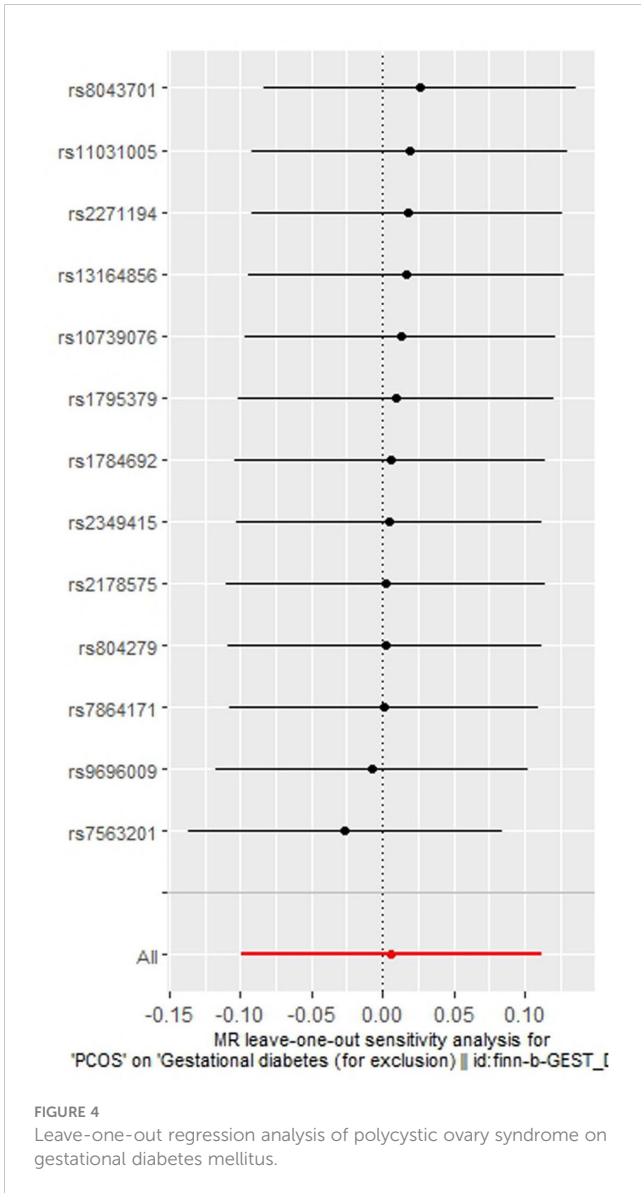 rs8043701
rs11031005
rs2271194
rs13164856
rs10739076
rs1795379
rs1784692
rs2349415
rs2178575
rs804279
rs7864171
rs9696009
rs7563201
All
-0.15 -0.10 -0.05 0.00 0.05 0.10
MR leave-one-out sensitivity analysis for
'PCOS' on 'Gestational diabetes (for exclusion) || id:finn-b-GEST_
FIGURE 4
Leave-one-out regression analysis of polycystic ovary syndrome on
gestational diabetes mellitus.